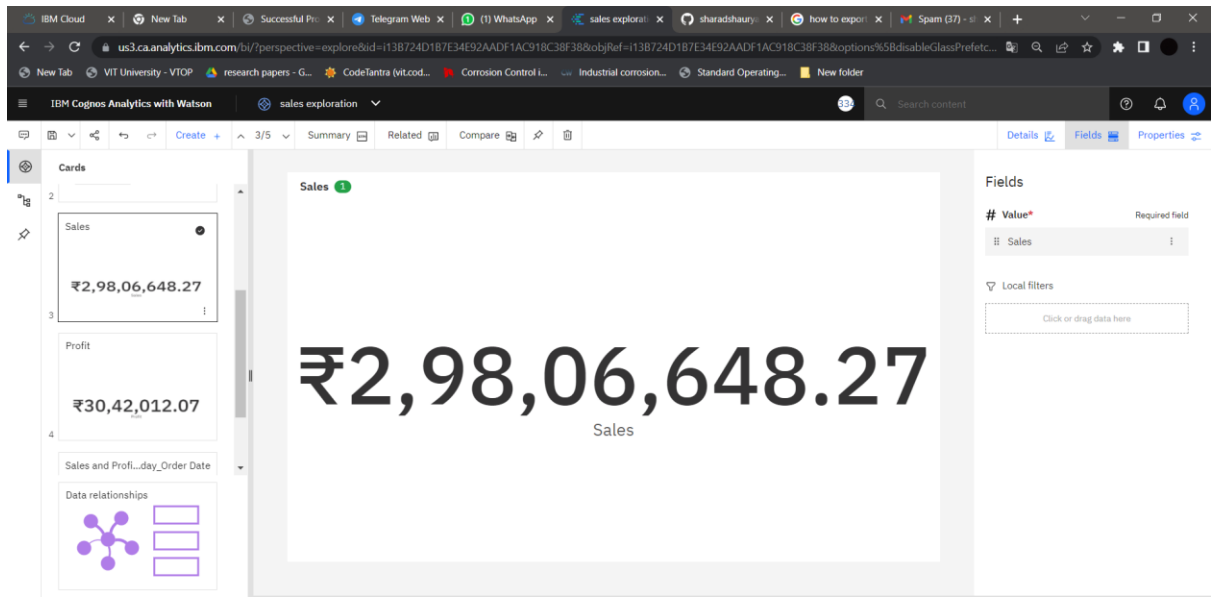 IBM Cloud
New Tab
Successful Pro
Telegram Web
(1) WhatsApp
sales explorati
sharadshaurya
how to export
Spam (37) - sh
us3.ca.analytics.ibm.com/bi/?perspective=explore&id=i13B724D1B7E34E92AADF1AC918C38F38&objRef=i13B724D1B7E34E92AADF1AC918C38F38&options%5BdisableGlassPrefetc...
New Tab
VIT University - VTOP
research papers - G...
CodeTantra (vit.cod...
Corrosion Control i...
Industrial corrosion...
Standard Operating...
New folder
IBM Cognos Analytics with Watson
sales exploration
334
Search content
Create +
3/5
Summary
Related
Compare
Details
Fields
Properties
Cards
2
Sales
₹2,98,06,648.27
3
Profit
₹30,42,012.07
4
Sales and Profi...day_Order Date
Data relationships
Sales 1
₹2,98,06,648.27
Sales
Fields
# Value*
Required field
Sales
Local filters
Click or drag data here